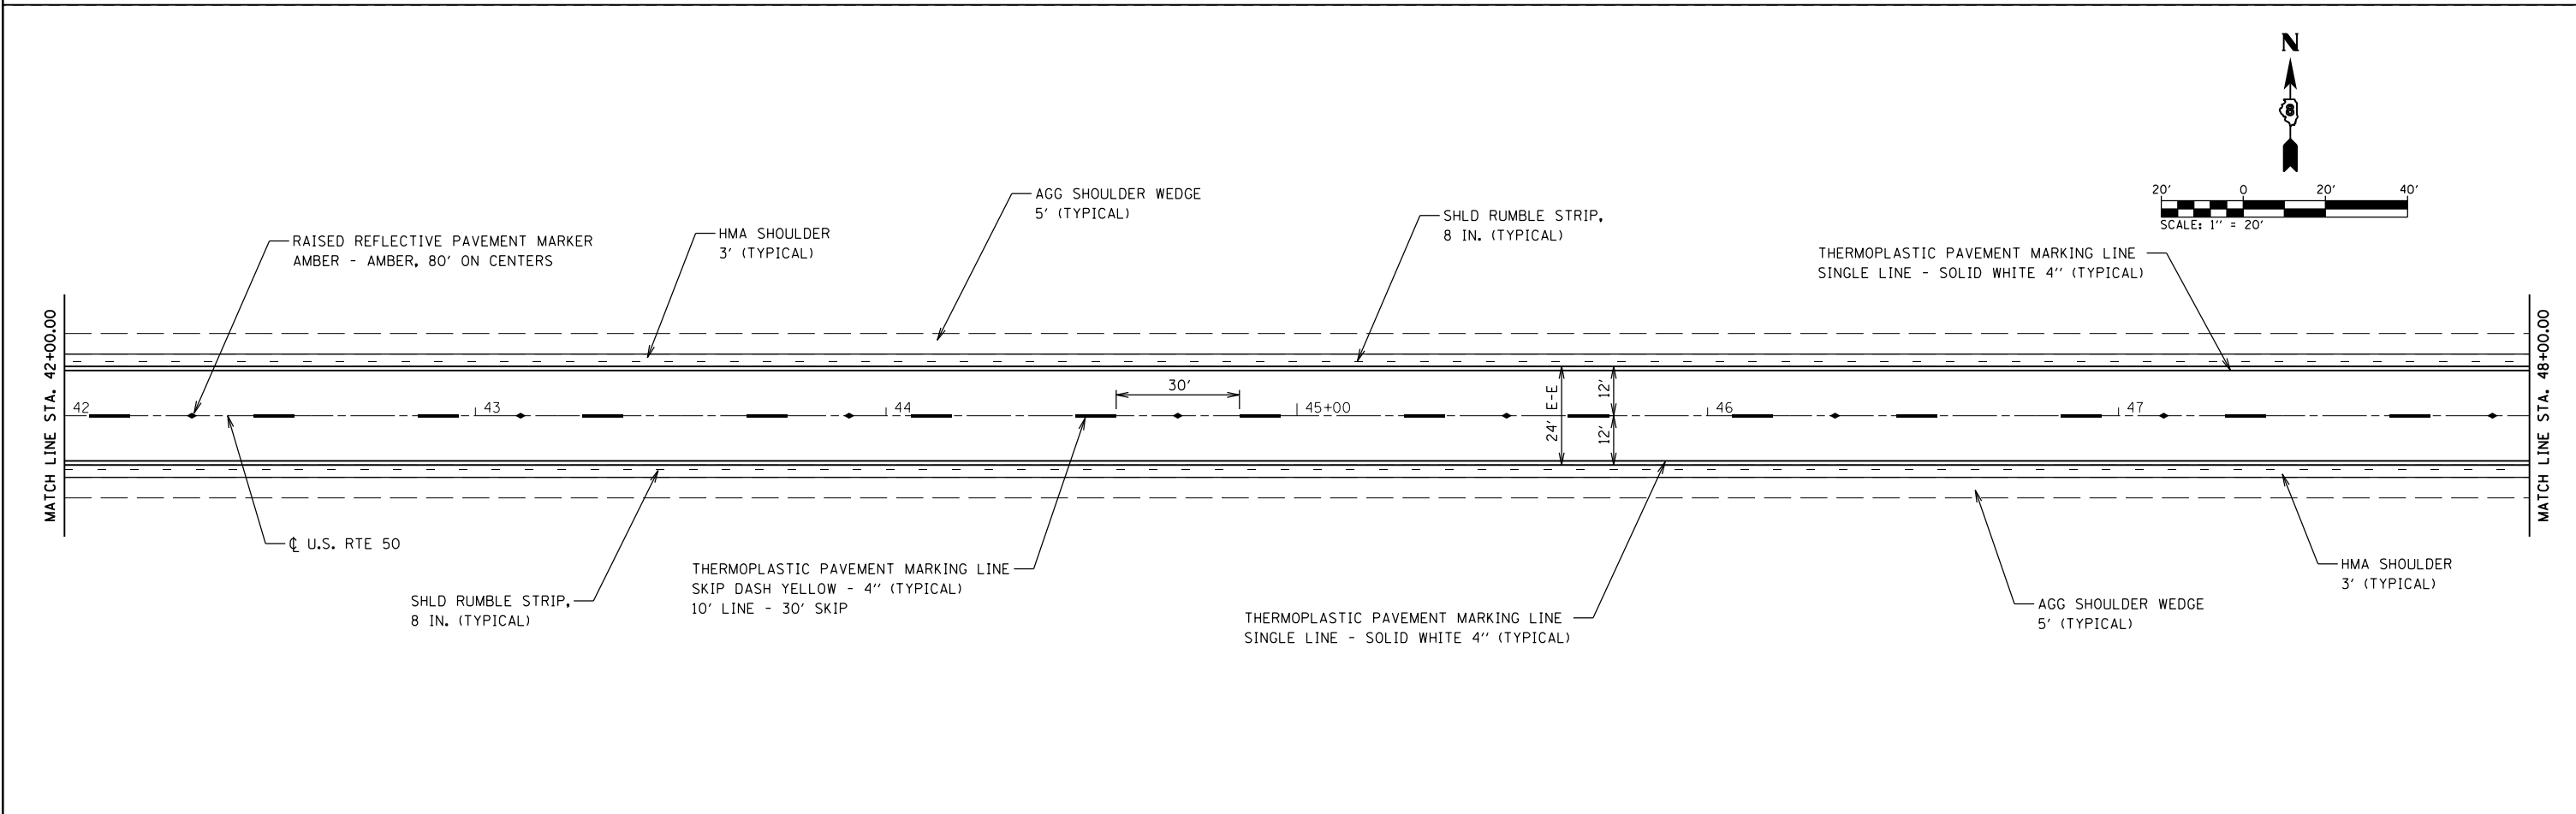 N
8
20' 0 20' 40'
SCALE: 1" = 20'
AGG SHOULDER WEDGE
5' (TYPICAL)
SHLD RUMBLE STRIP,
8 IN. (TYPICAL)
HMA SHOULDER
3' (TYPICAL)
RAISED REFLECTIVE PAVEMENT MARKER
AMBER - AMBER, 80' ON CENTERS
THERMOPLASTIC PAVEMENT MARKING LINE
SINGLE LINE - SOLID WHITE 4" (TYPICAL)
MATCH LINE STA. 42+00.00
30'
24' E-E
12'
12'
42 43 44 45+00 46 47
MATCH LINE STA. 48+00.00
℄ U.S. RTE 50
SHLD RUMBLE STRIP,
8 IN. (TYPICAL)
THERMOPLASTIC PAVEMENT MARKING LINE
SKIP DASH YELLOW - 4" (TYPICAL)
10' LINE - 30' SKIP
THERMOPLASTIC PAVEMENT MARKING LINE
SINGLE LINE - SOLID WHITE 4" (TYPICAL)
AGG SHOULDER WEDGE
5' (TYPICAL)
HMA SHOULDER
3' (TYPICAL)